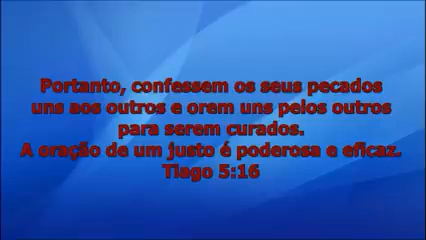 Portanto, confessem os seus pecados
uns aos outros e orem uns pelos outros
para serem curados.
A oração de um justo é poderosa e eficaz.
Tiago 5:16